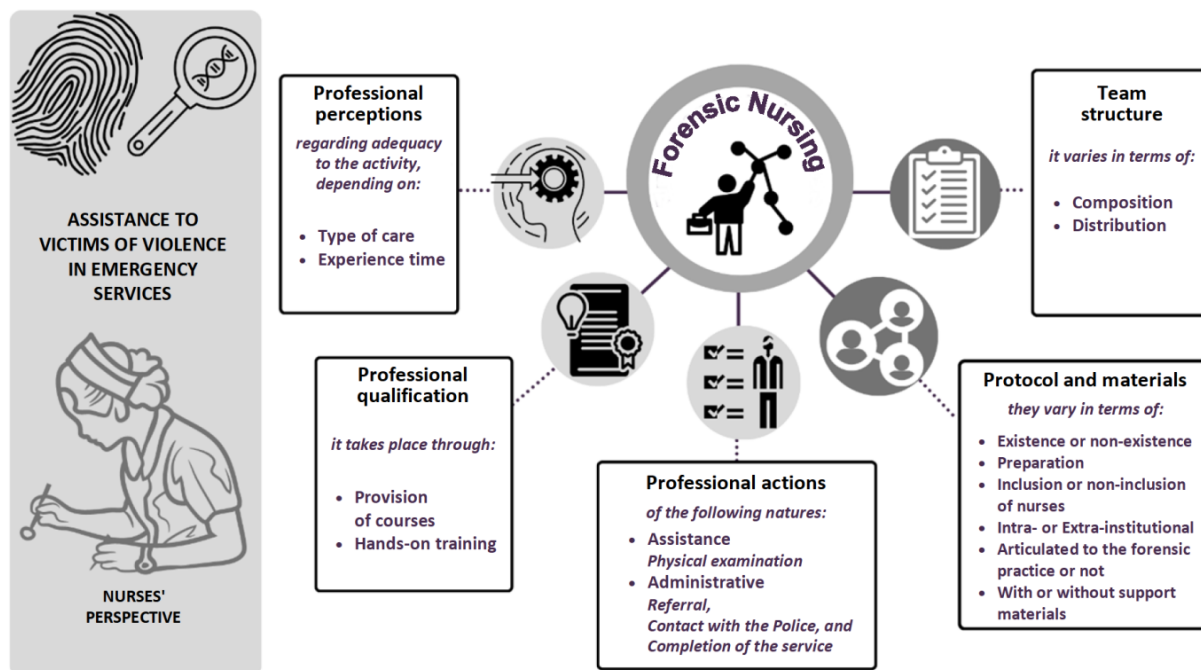 ASSISTANCE TO
VICTIMS OF VIOLENCE
IN EMERGENCY
SERVICES
NURSES'
PERSPECTIVE
Forensic Nursing
Professional
perceptions
regarding adequacy
to the activity,
depending on:
• Type of care
• Experience time
Professional
qualification
it takes place through:
• Provision
of courses
• Hands-on training
Professional actions
of the following natures:
• Assistance
Physical examination
• Administrative
Referral,
Contact with the Police, and
Completion of the service
Team
structure
it varies in terms of:
• Composition
• Distribution
Protocol and materials
they vary in terms of:
• Existence or non-existence
• Preparation
• Inclusion or non-inclusion
of nurses
• Intra- or Extra-institutional
• Articulated to the forensic
practice or not
• With or without support
materials